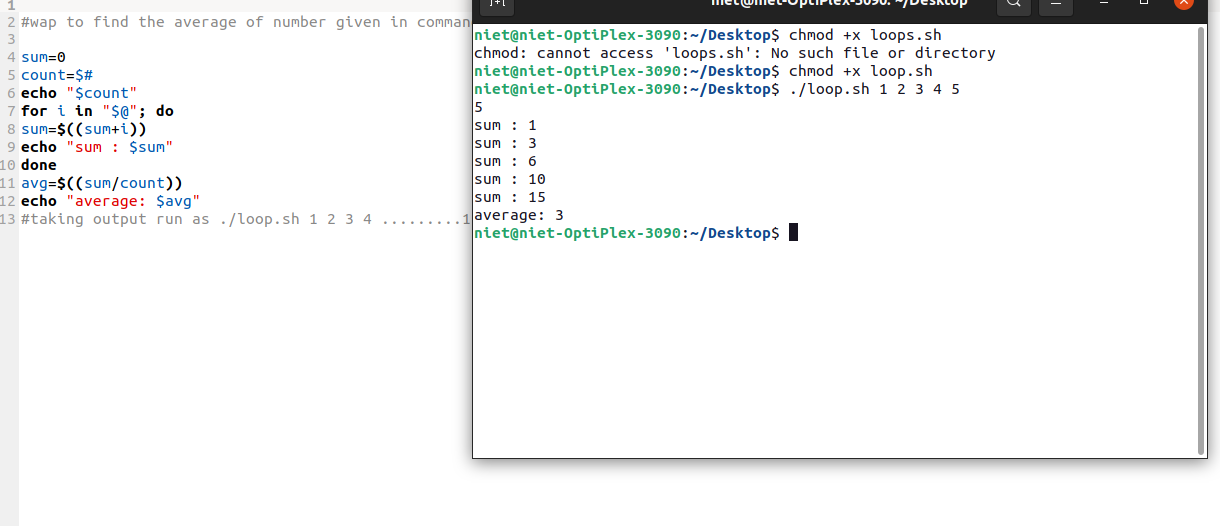 1
2 #wap to find the average of number given in comman
3
4 sum=0
5 count=$#
6 echo "$count"
7 for i in "$@"; do
8 sum=$((sum+i))
9 echo "sum : $sum"
10 done
11 avg=$((sum/count))
12 echo "average: $avg"
13 #taking output run as ./loop.sh 1 2 3 4 .........1
niet@niet-OptiPlex-3090: ~/Desktop
niet@niet-OptiPlex-3090:~/Desktop$ chmod +x loops.sh
chmod: cannot access 'loops.sh': No such file or directory
niet@niet-OptiPlex-3090:~/Desktop$ chmod +x loop.sh
niet@niet-OptiPlex-3090:~/Desktop$ ./loop.sh 1 2 3 4 5
5
sum : 1
sum : 3
sum : 6
sum : 10
sum : 15
average: 3
niet@niet-OptiPlex-3090:~/Desktop$